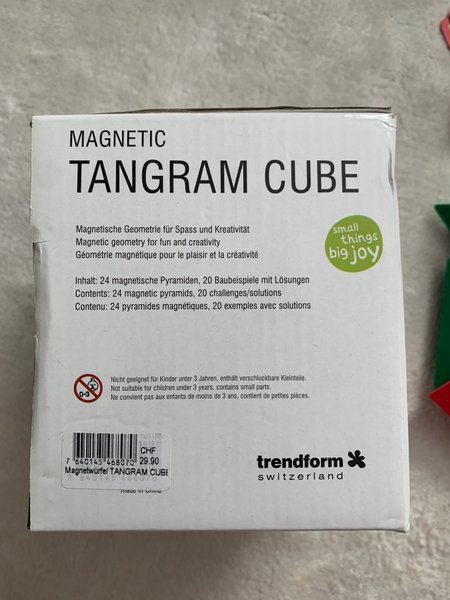 MAGNETIC
TANGRAM CUBE
Magnetische Geometrie für Spass und Kreativität
Magnetic geometry for fun and creativity
Géométrie magnétique pour le plaisir et la créativité
small
things
big joy
Inhalt: 24 magnetische Pyramiden, 20 Baubeispiele mit Lösungen
Contents: 24 magnetic pyramids, 20 challenges/solutions
Contenu: 24 pyramides magnétiques, 20 exemples avec solutions
0-3
Nicht geeignet für Kinder unter 3 Jahren, enthält verschluckbare Kleinteile.
Not suitable for children under 3 years, contains small parts.
Ne convient pas aux enfants de moins de 3 ans, contient de petites pièces.
CHF
7 640145 468070 29.90
Magnetwürfel TANGRAM CUBE
made in China
trendform
switzerland